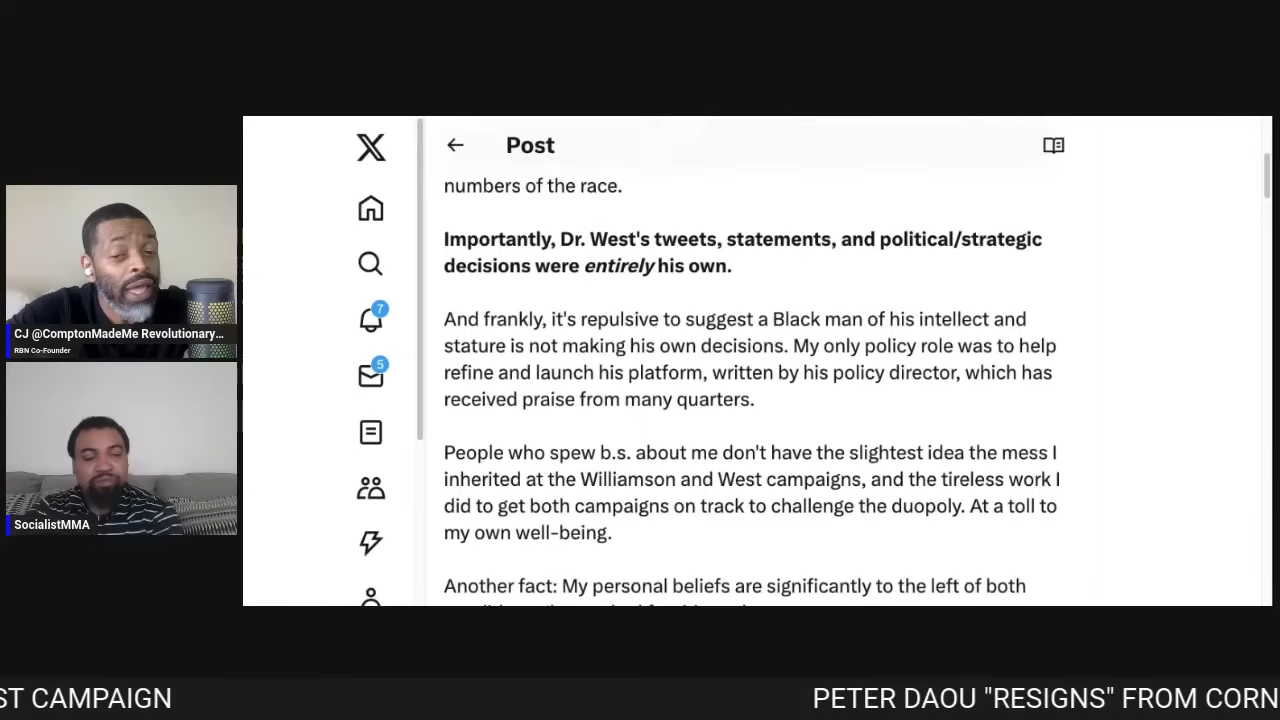 Post
numbers of the race.
Importantly, Dr. West's tweets, statements, and political/strategic
decisions were entirely his own.
And frankly, it's repulsive to suggest a Black man of his intellect and
stature is not making his own decisions. My only policy role was to help
refine and launch his platform, written by his policy director, which has
received praise from many quarters.
People who spew b.s. about me don't have the slightest idea the mess I
inherited at the Williamson and West campaigns, and the tireless work I
did to get both campaigns on track to challenge the duopoly. At a toll to
my own well-being.
Another fact: My personal beliefs are significantly to the left of both
7
5
CJ @ComptonMadeMe Revolutionary...
RBN Co-Founder
SocialistMMA
ST CAMPAIGN
PETER DAOU "RESIGNS" FROM CORN